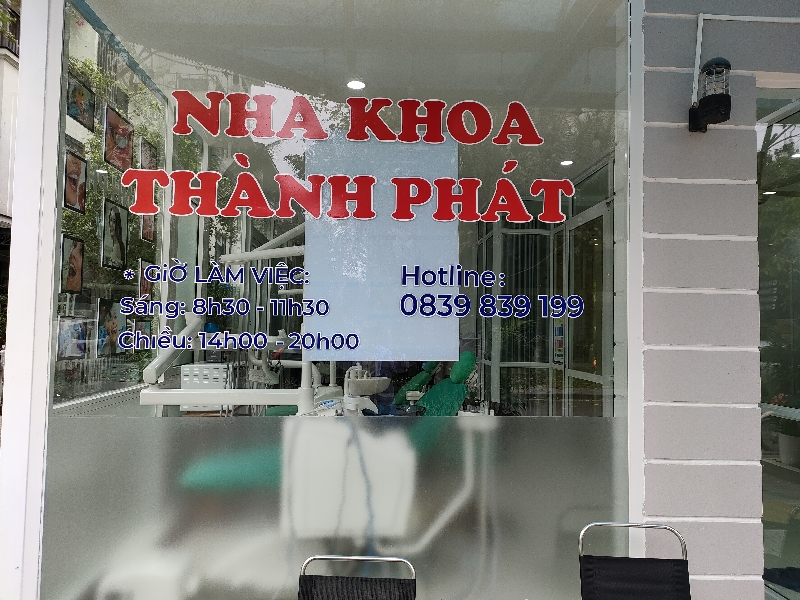 NHA KHOA
THÀNH PHÁT
* GIỜ LÀM VIỆC:
Sáng: 8h30 - 11h30
Chiều: 14h00 - 20h00
Hotline:
0839 839 199